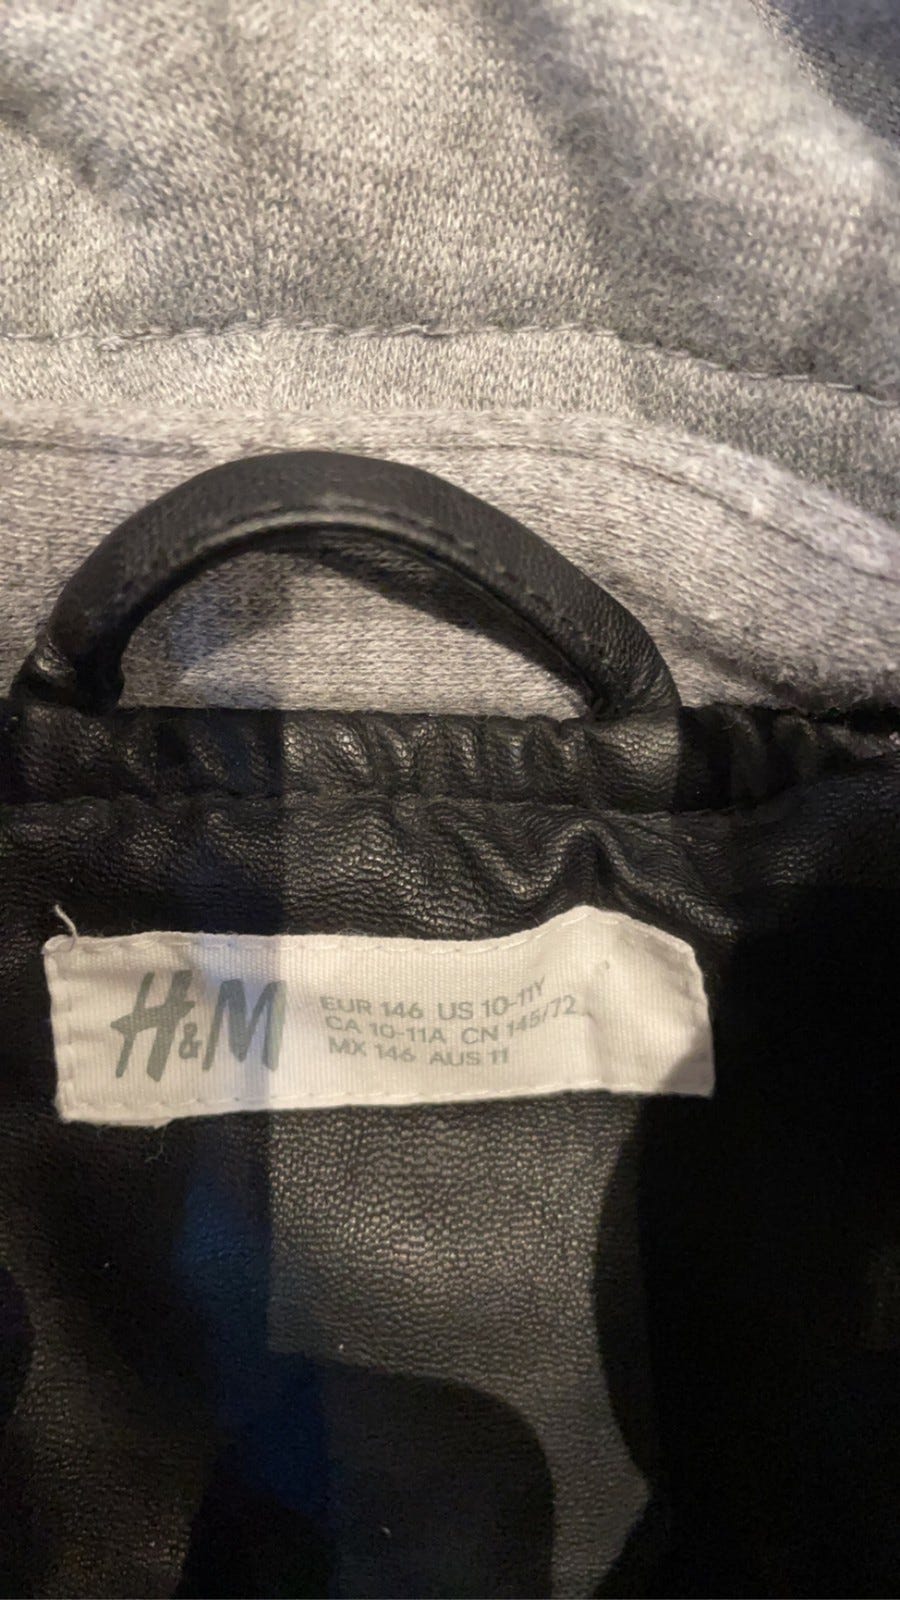 H&M
EUR 146 US 10-11Y
CA 10-11A CN 145/72
MX 146 AUS 11